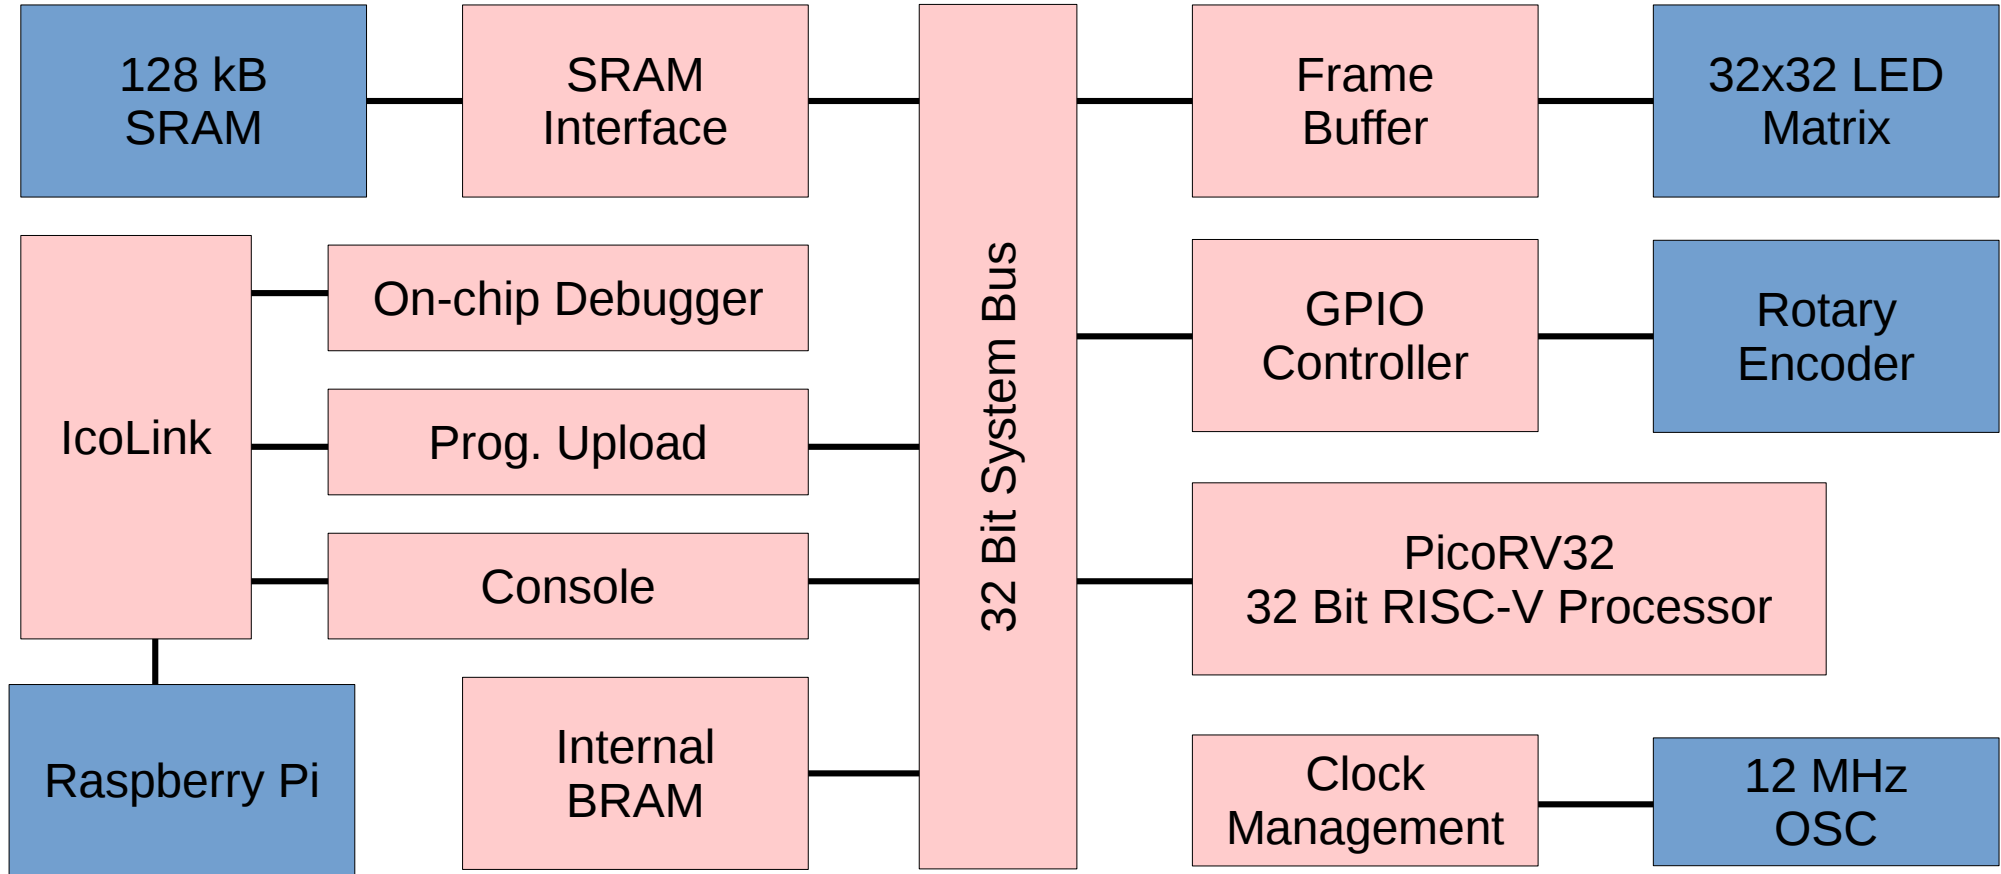 128 kB
SRAM
SRAM
Interface
Frame
Buffer
32x32 LED
Matrix
IcoLink
On-chip Debugger
Prog. Upload
Console
32 Bit System Bus
GPIO
Controller
Rotary
Encoder
PicoRV32
32 Bit RISC-V Processor
Raspberry Pi
Internal
BRAM
Clock
Management
12 MHz
OSC